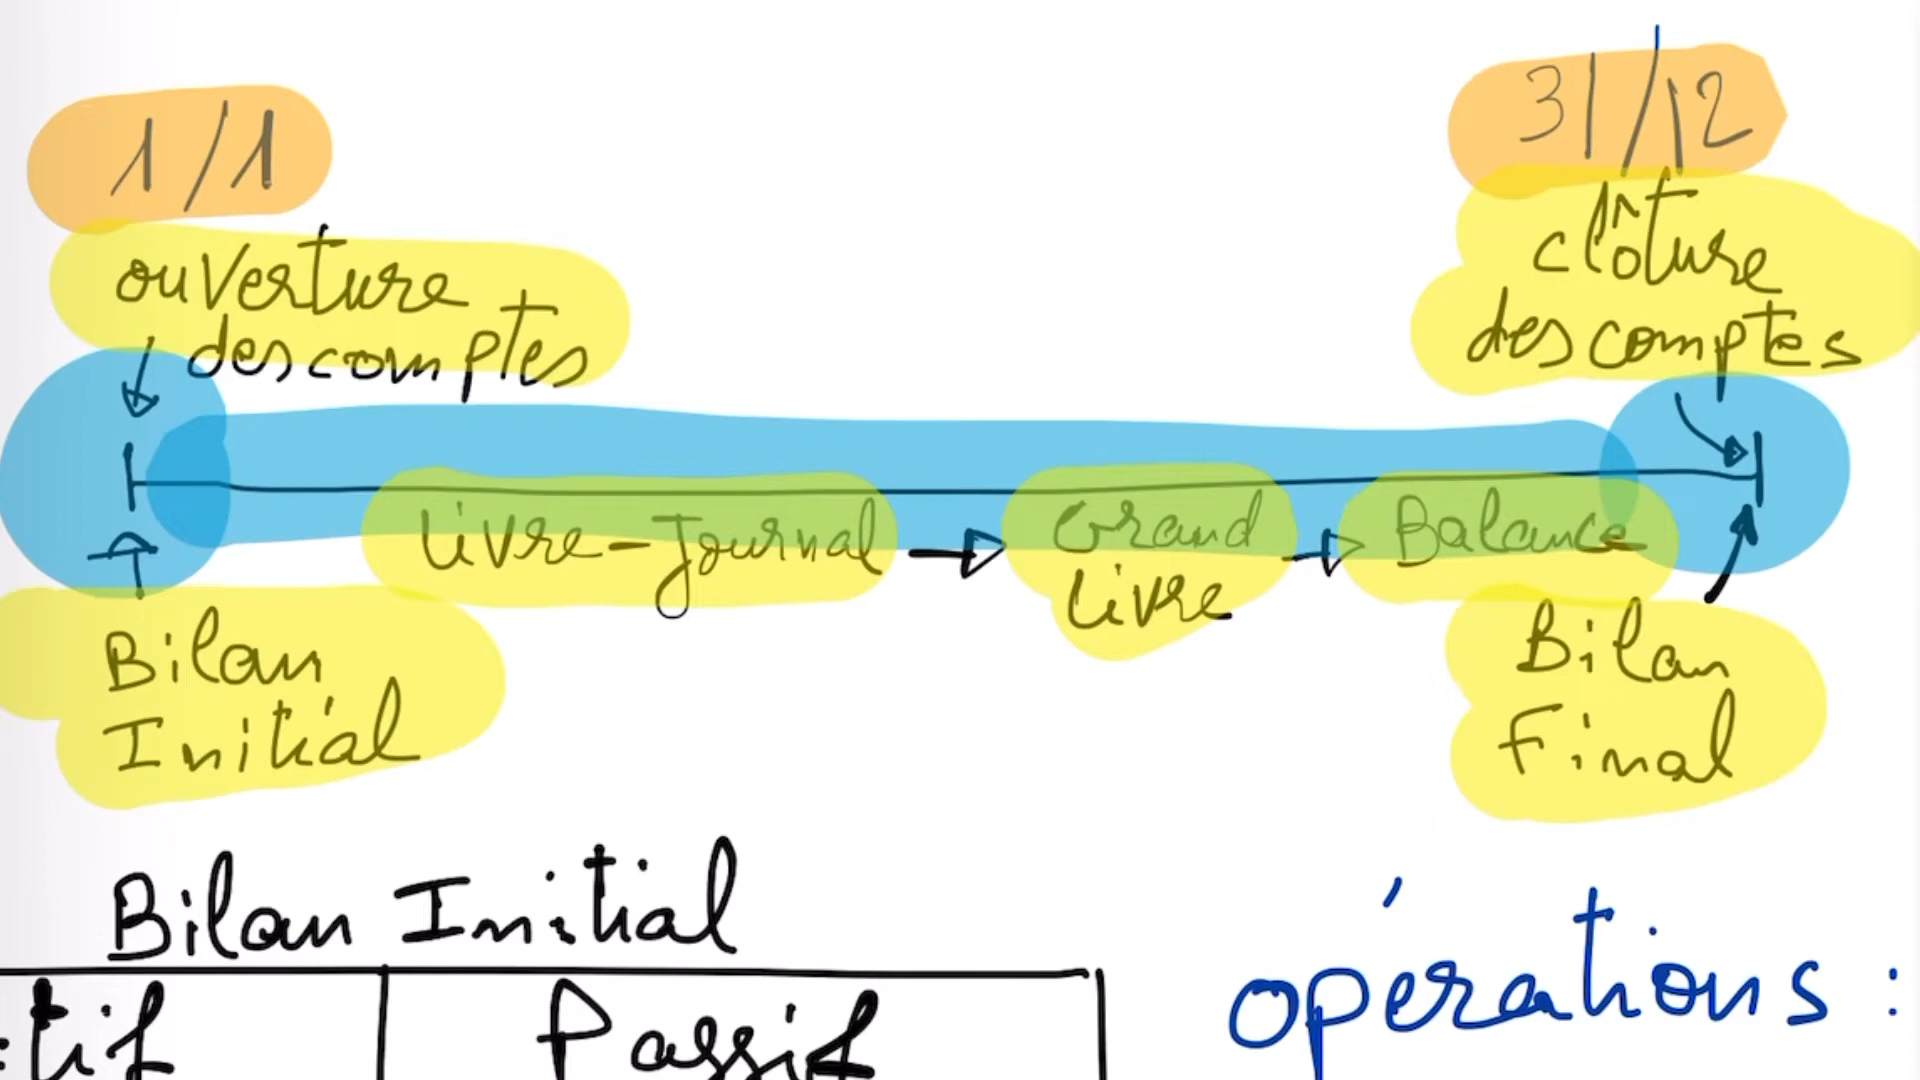 1/1
31/12
ouverture
des comptes
clôture
des comptes
Livre-Journal
Grand
Livre
Balance
Bilan
Initial
Bilan
Final
Bilan Initial
Passif
opérations :